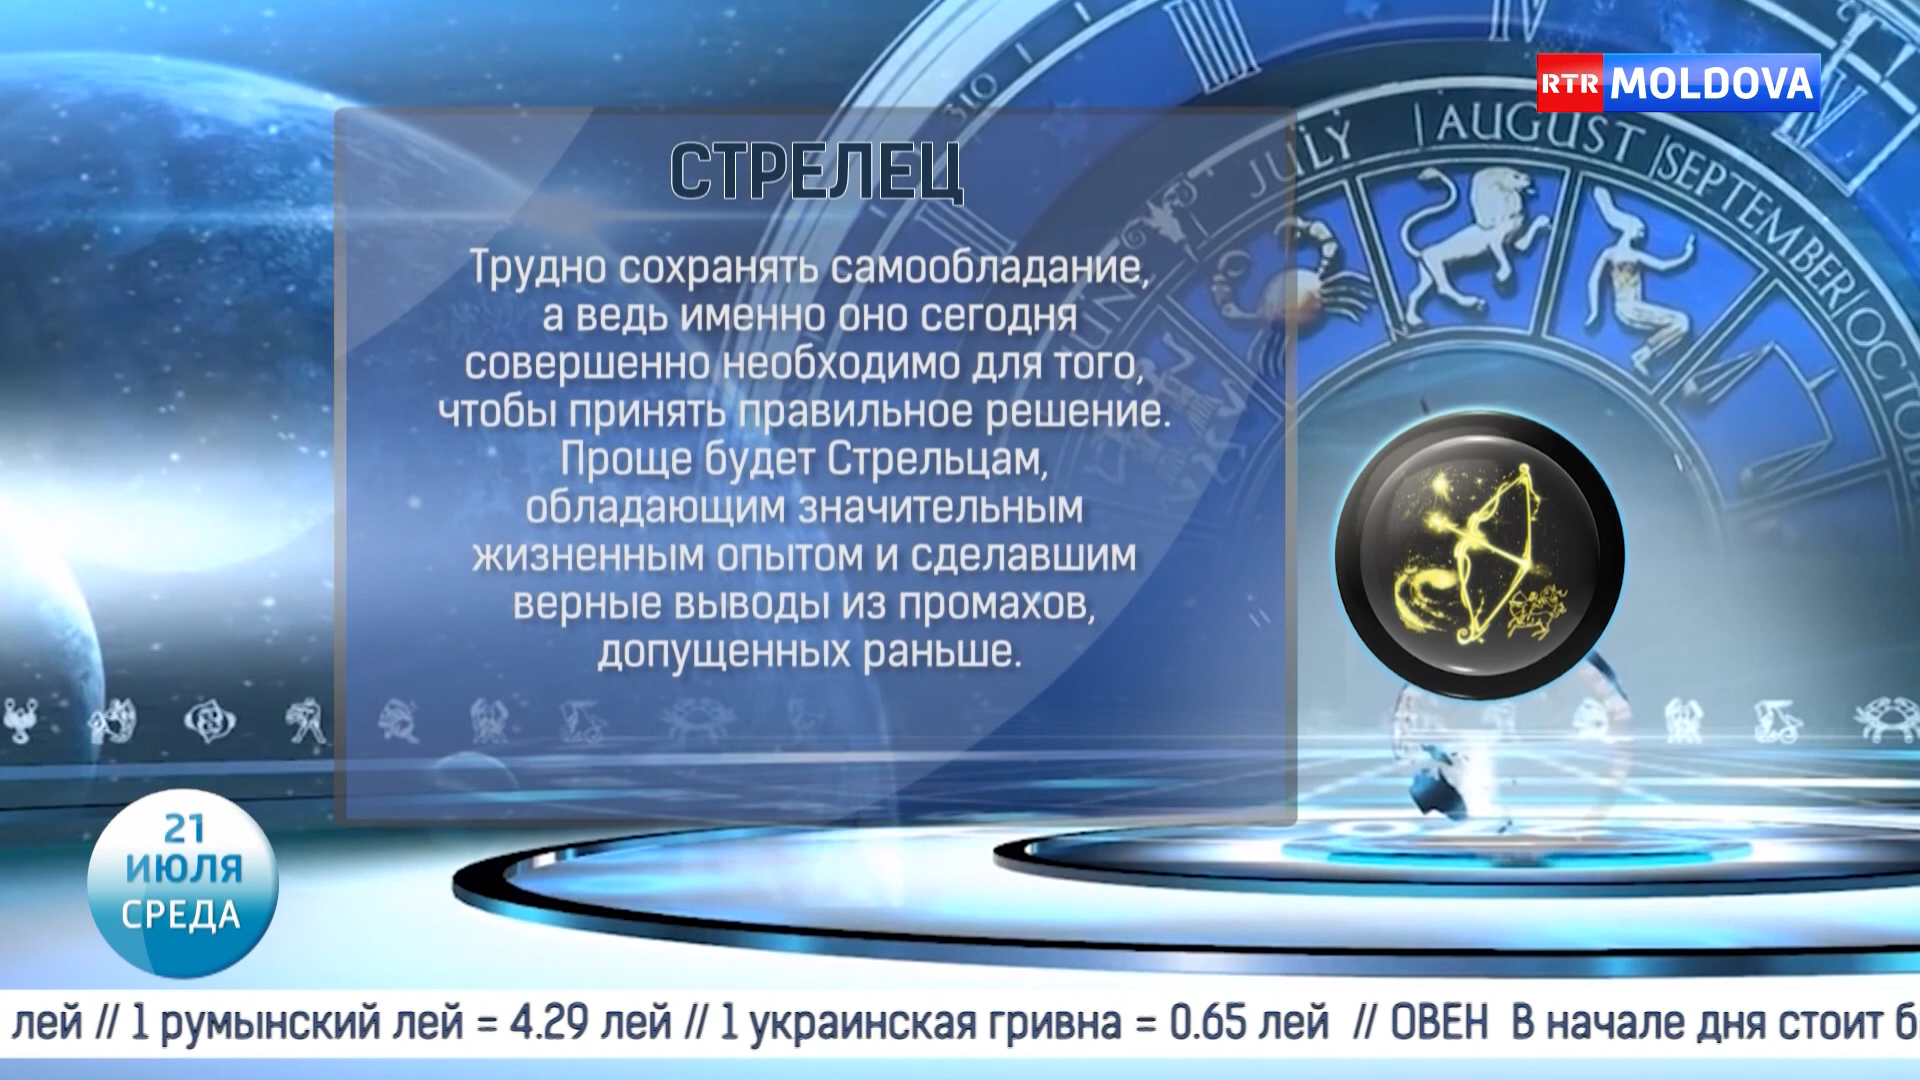 RTR MOLDOVA
310
IV
JULY
AUGUST
SEPTEMBER
СТРЕЛЕЦ
Трудно сохранять самообладание,
а ведь именно оно сегодня
совершенно необходимо для того,
чтобы принять правильное решение.
Проще будет Стрельцам,
обладающим значительным
жизненным опытом и сделавшим
верные выводы из промахов,
допущенных раньше.
21
ИЮЛЯ
СРЕДА
лей // 1 румынский лей = 4.29 лей // 1 украинская гривна = 0.65 лей // ОВЕН В начале дня стоит